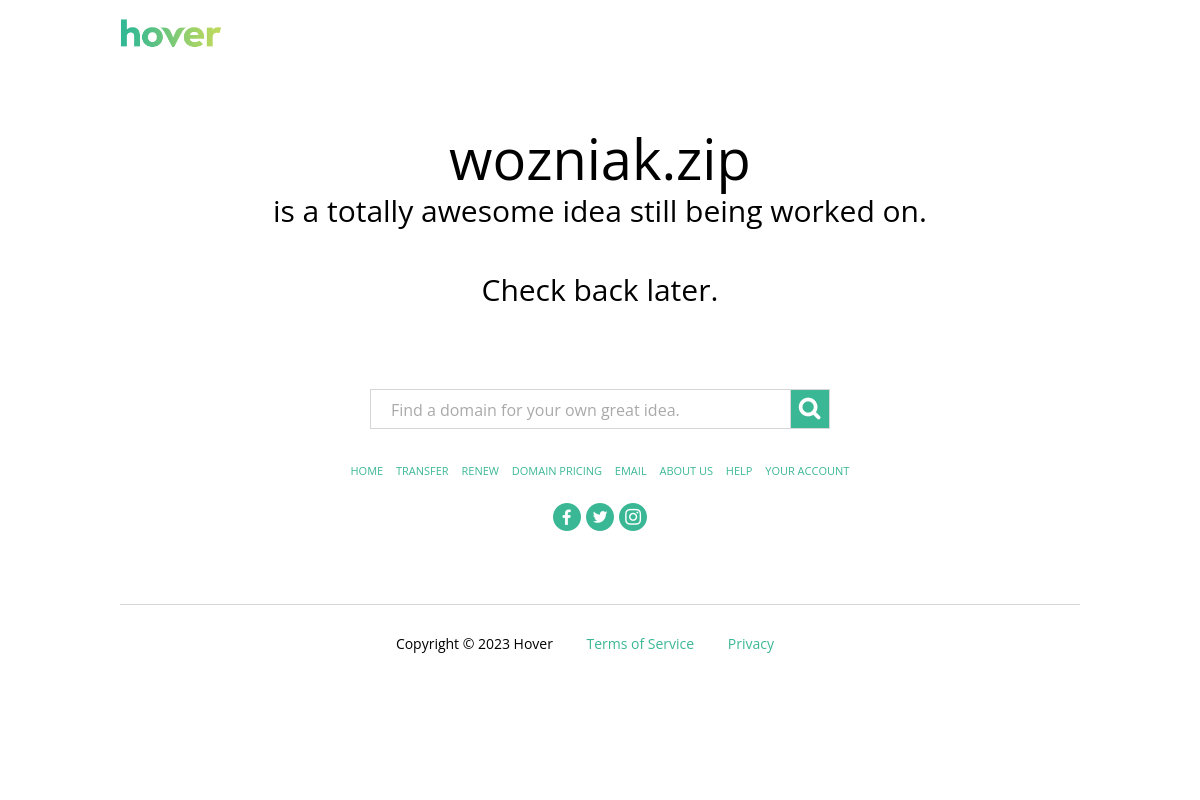 hover
wozniak.zip
is a totally awesome idea still being worked on.
Check back later.
Find a domain for your own great idea.
HOME TRANSFER RENEW DOMAIN PRICING EMAIL ABOUT US HELP YOUR ACCOUNT
Copyright © 2023 Hover Terms of Service Privacy